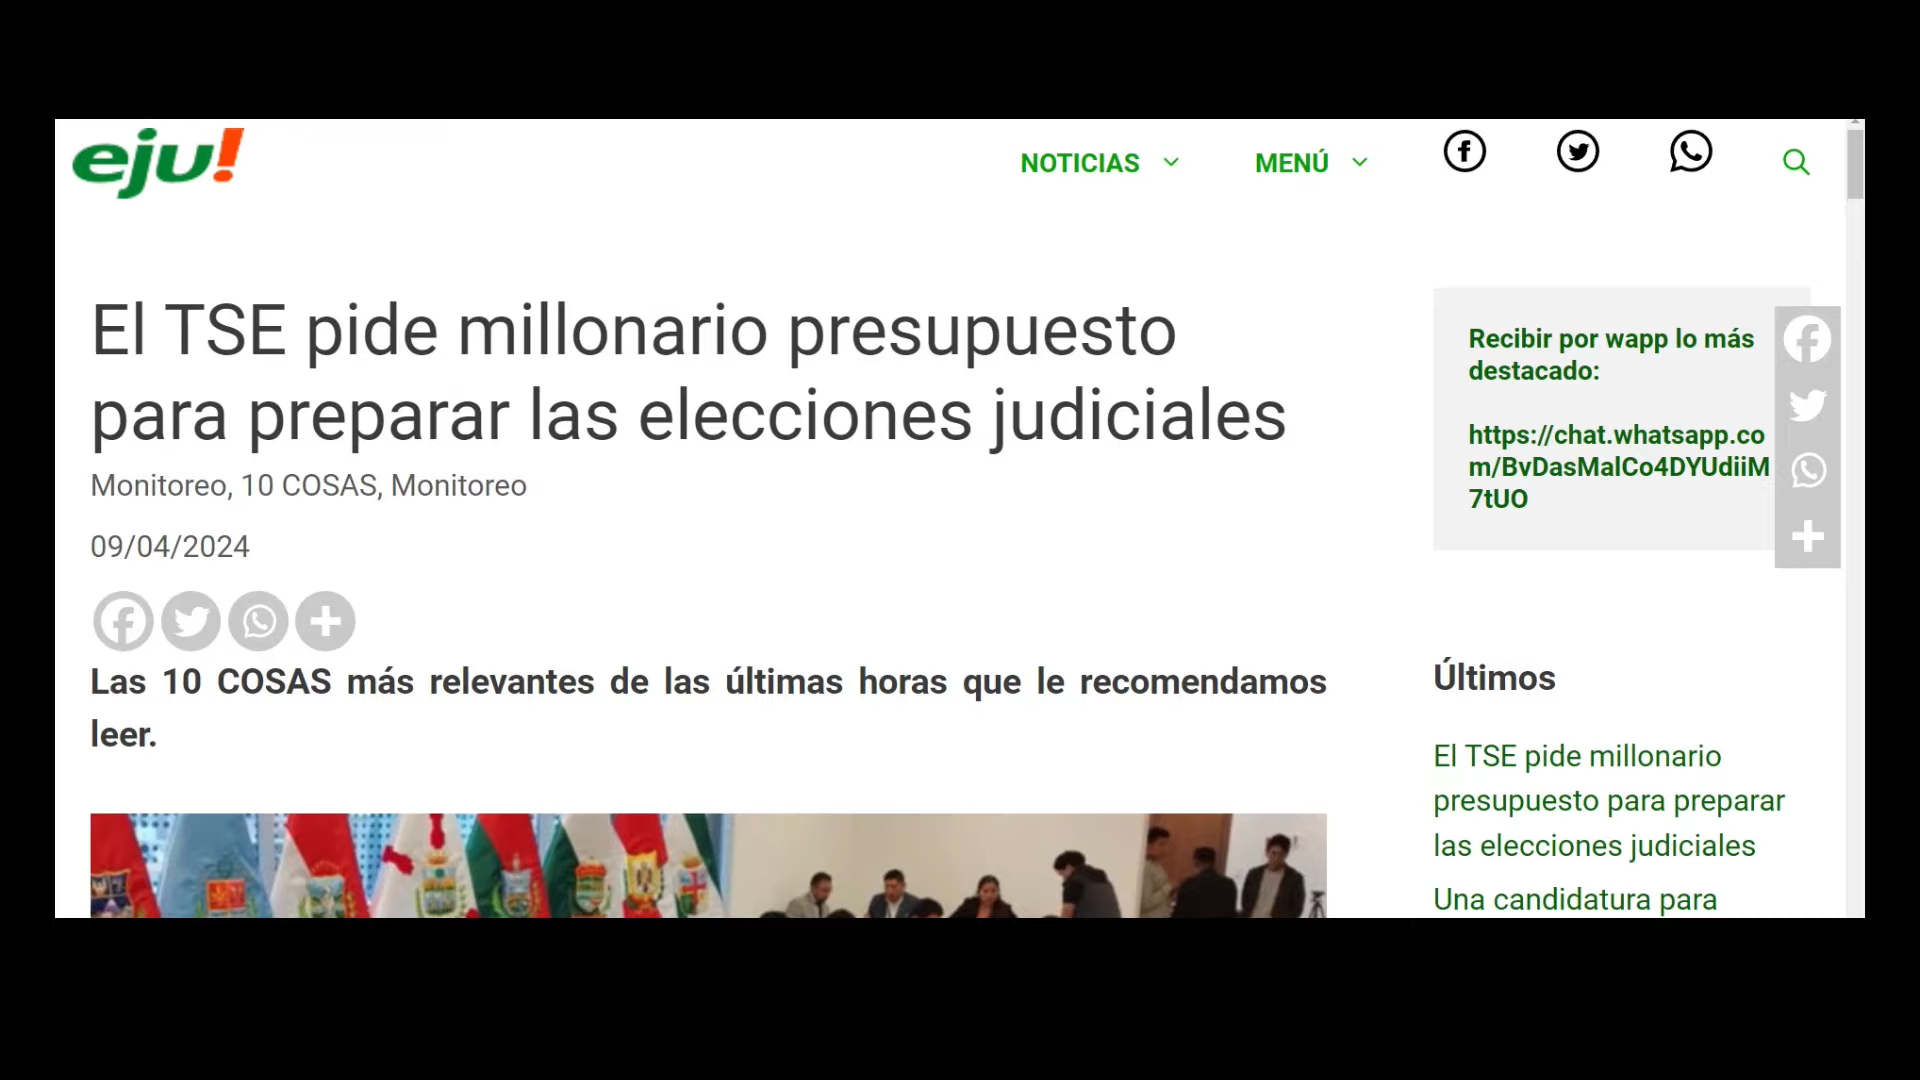 eju!
NOTICIAS
MENÚ
El TSE pide millonario presupuesto
para preparar las elecciones judiciales
Monitoreo, 10 COSAS, Monitoreo
09/04/2024
Las 10 COSAS más relevantes de las últimas horas que le recomendamos
leer.
Recibir por wapp lo más
destacado:
https://chat.whatsapp.co
m/BvDasMalCo4DYUdiiM
7tUO
Últimos
El TSE pide millonario
presupuesto para preparar
las elecciones judiciales
Una candidatura para